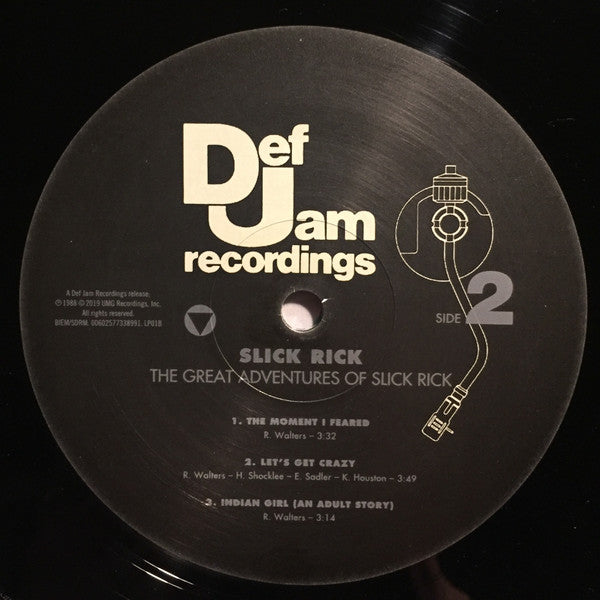 Def
Jam
recordings
A Def Jam Recordings release;
℗ 1988 © 2019 UMG Recordings, Inc.
All rights reserved.
BIEM/SDRM. 00602577338991. LP01B
SIDE 2
SLICK RICK
THE GREAT ADVENTURES OF SLICK RICK
1. THE MOMENT I FEARED
R. Walters – 3:32
2. LET'S GET CRAZY
R. Walters – H. Shocklee – E. Sadler – K. Houston – 3:49
3. INDIAN GIRL (AN ADULT STORY)
R. Walters – 3:14